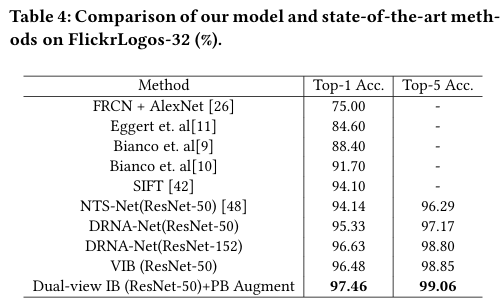 Table 4: Comparison of our model and state-of-the-art meth-
ods on FlickrLogos-32 (%).
Method Top-1 Acc. Top-5 Acc.
FRCN + AlexNet [26] 75.00 -
Eggert et. al[11] 84.60 -
Bianco et. al[9] 88.40 -
Bianco et. al[10] 91.70 -
SIFT [42] 94.10 -
NTS-Net(ResNet-50) [48] 94.14 96.29
DRNA-Net(ResNet-50) 95.33 97.17
DRNA-Net(ResNet-152) 96.63 98.80
VIB (ResNet-50) 96.48 98.85
Dual-view IB (ResNet-50)+PB Augment 97.46 99.06